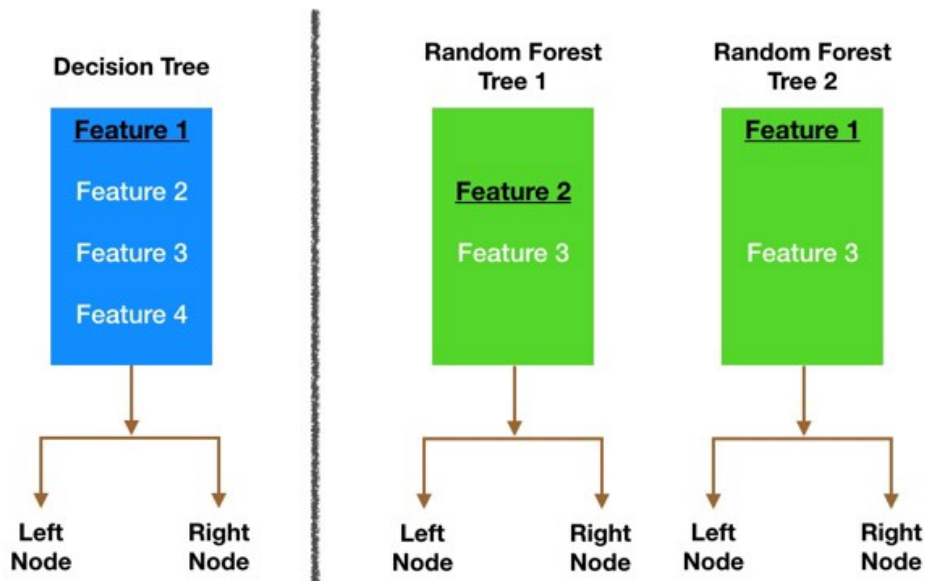 Decision Tree
Feature 1
Feature 2
Feature 3
Feature 4
Left
Node
Right
Node
Random Forest
Tree 1
Feature 2
Feature 3
Left
Node
Right
Node
Random Forest
Tree 2
Feature 1
Feature 3
Left
Node
Right
Node